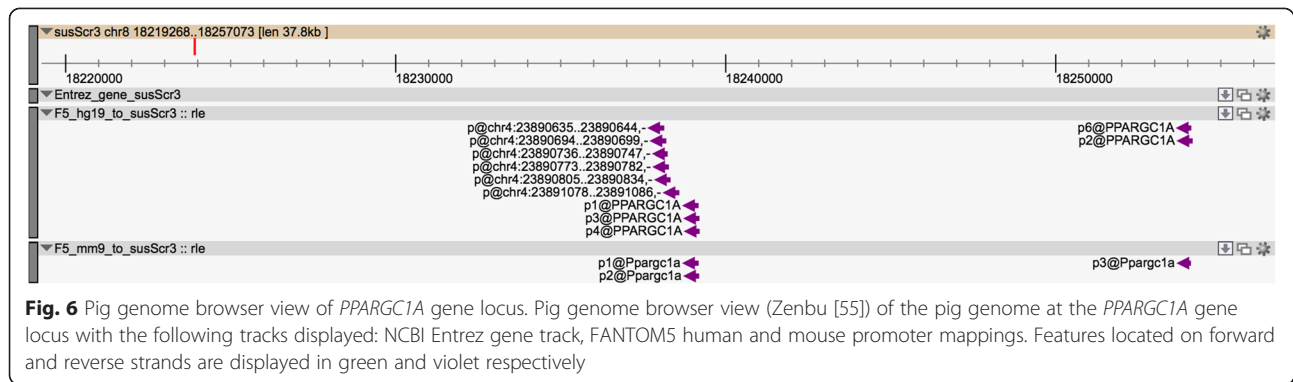 susScr3 chr8 18219268..18257073 [len 37.8kb ]
18220000 18230000 18240000 18250000
Entrez_gene_susScr3
F5_hg19_to_susScr3 :: rle
p@chr4:23890635..23890644,- p6@PPARGC1A
p@chr4:23890694..23890699,- p2@PPARGC1A
p@chr4:23890736..23890747,-
p@chr4:23890773..23890782,-
p@chr4:23890805..23890834,-
p@chr4:23891078..23891086,-
p1@PPARGC1A
p3@PPARGC1A
p4@PPARGC1A
F5_mm9_to_susScr3 :: rle
p1@Ppargc1a p3@Ppargc1a
p2@Ppargc1a
Fig. 6 Pig genome browser view of PPARGC1A gene locus. Pig genome browser view (Zenbu [55]) of the pig genome at the PPARGC1A gene
locus with the following tracks displayed: NCBI Entrez gene track, FANTOM5 human and mouse promoter mappings. Features located on forward
and reverse strands are displayed in green and violet respectively